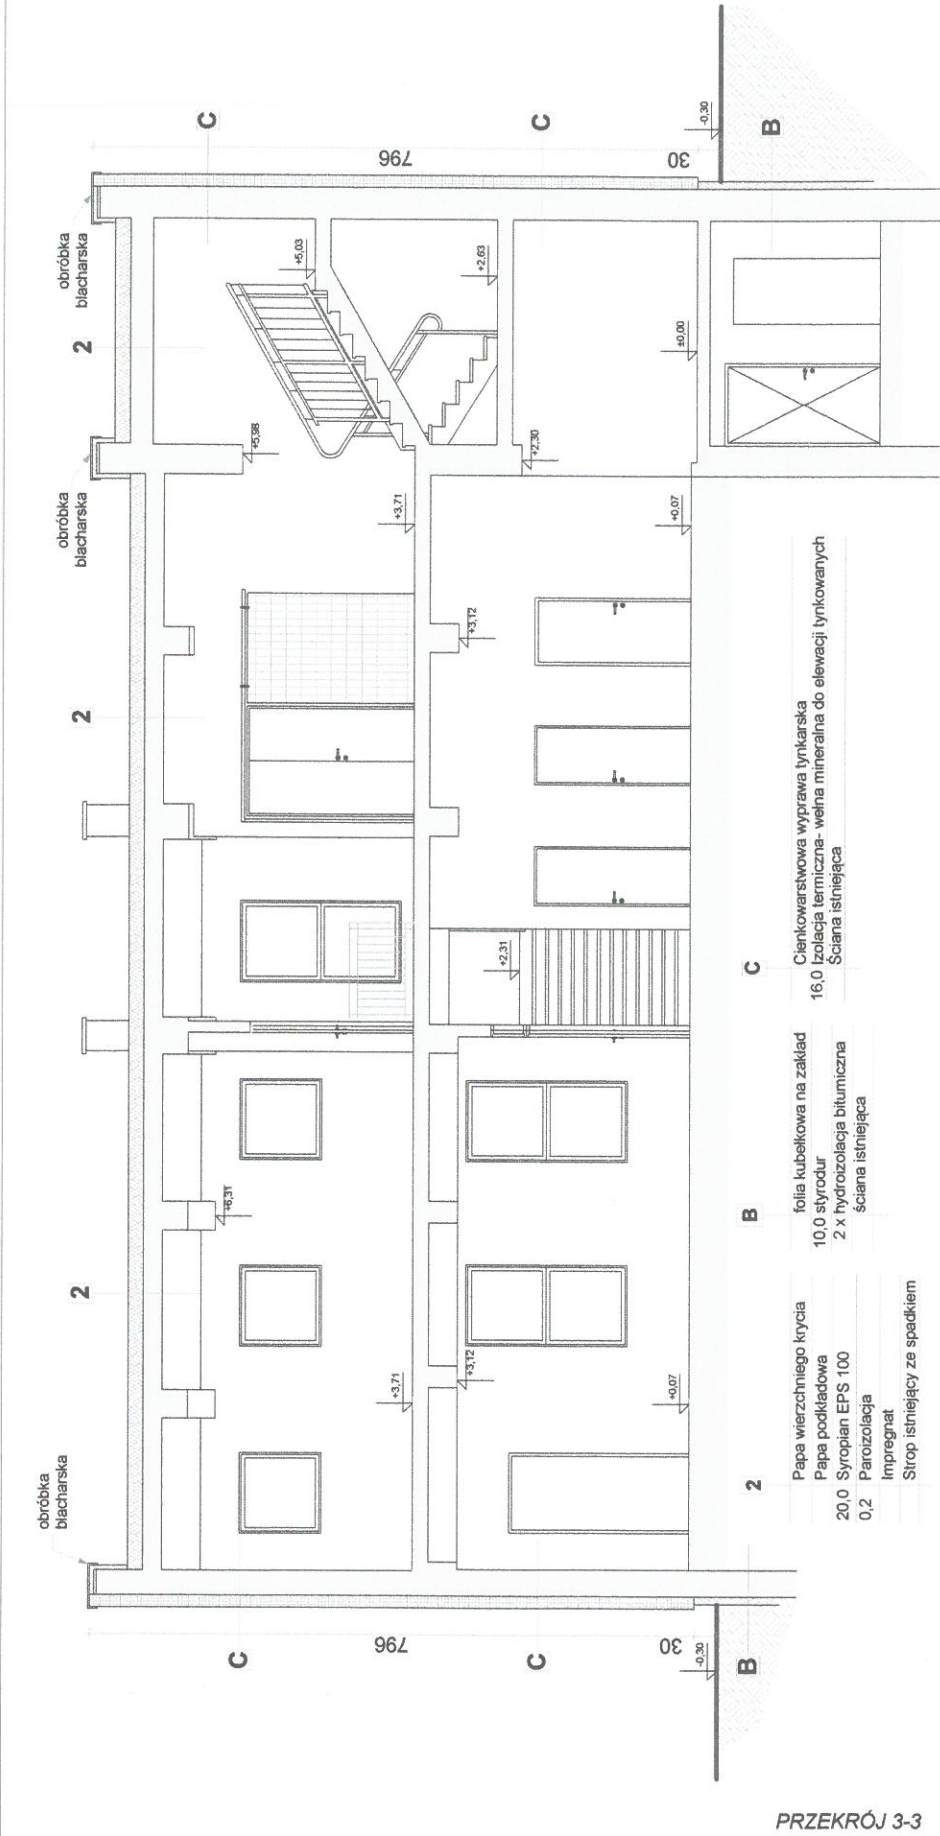 obróbka
blacharska
obróbka
blacharska
obróbka
blacharska
2
2
2
C
C
796
796
C
C
30
30
-0,30
-0,30
B
B
+5,03
+2,63
±0,00
+5,98
+2,30
+3,71
+0,07
+3,12
+2,31
+6,31
+3,71
+3,12
+0,07
2
Papa wierzchniego krycia
Papa podkładowa
20,0 Syropian EPS 100
0,2 Paroizolacja
Impregnat
Strop istniejący ze spadkiem
B
folia kubełkowa na zakład
10,0 styrodur
2 x hydroizolacja bitumiczna
ściana istniejąca
C
Cienkowarstwowa wyprawa tynkarska
16,0 Izolacja termiczna- wełna mineralna do elewacji tynkowanych
Ściana istniejąca
PRZEKRÓJ 3-3